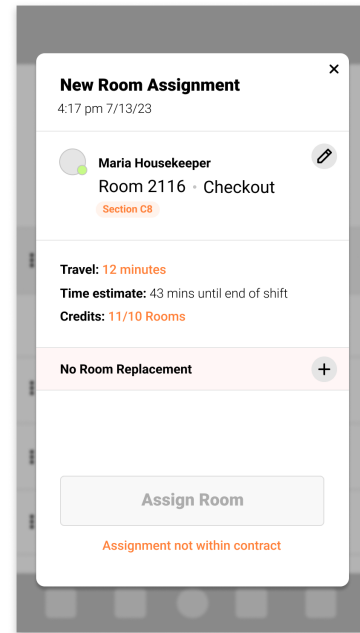 New Room Assignment
4:17 pm 7/13/23
Maria Housekeeper
Room 2116 • Checkout
Section C8
Travel: 12 minutes
Time estimate: 43 mins until end of shift
Credits: 11/10 Rooms
No Room Replacement
Assign Room
Assignment not within contract